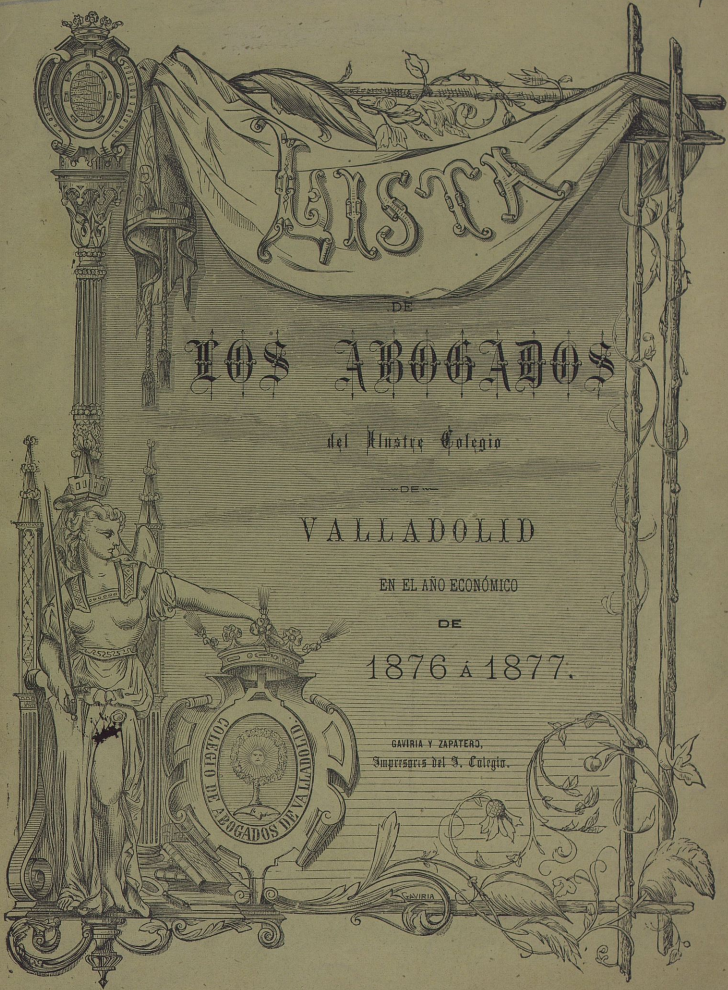 LISTA
DE
LOS ABOGADOS
del Ilustre Colegio
DE
VALLADOLID
EN EL AÑO ECONÓMICO
DE
1876 Á 1877.
GAVIRIA Y ZAPATERO,
Impresores del I. Colegio.
COLEGIO DE ABOGADOS DE VALLADOLID
GAVIRIA